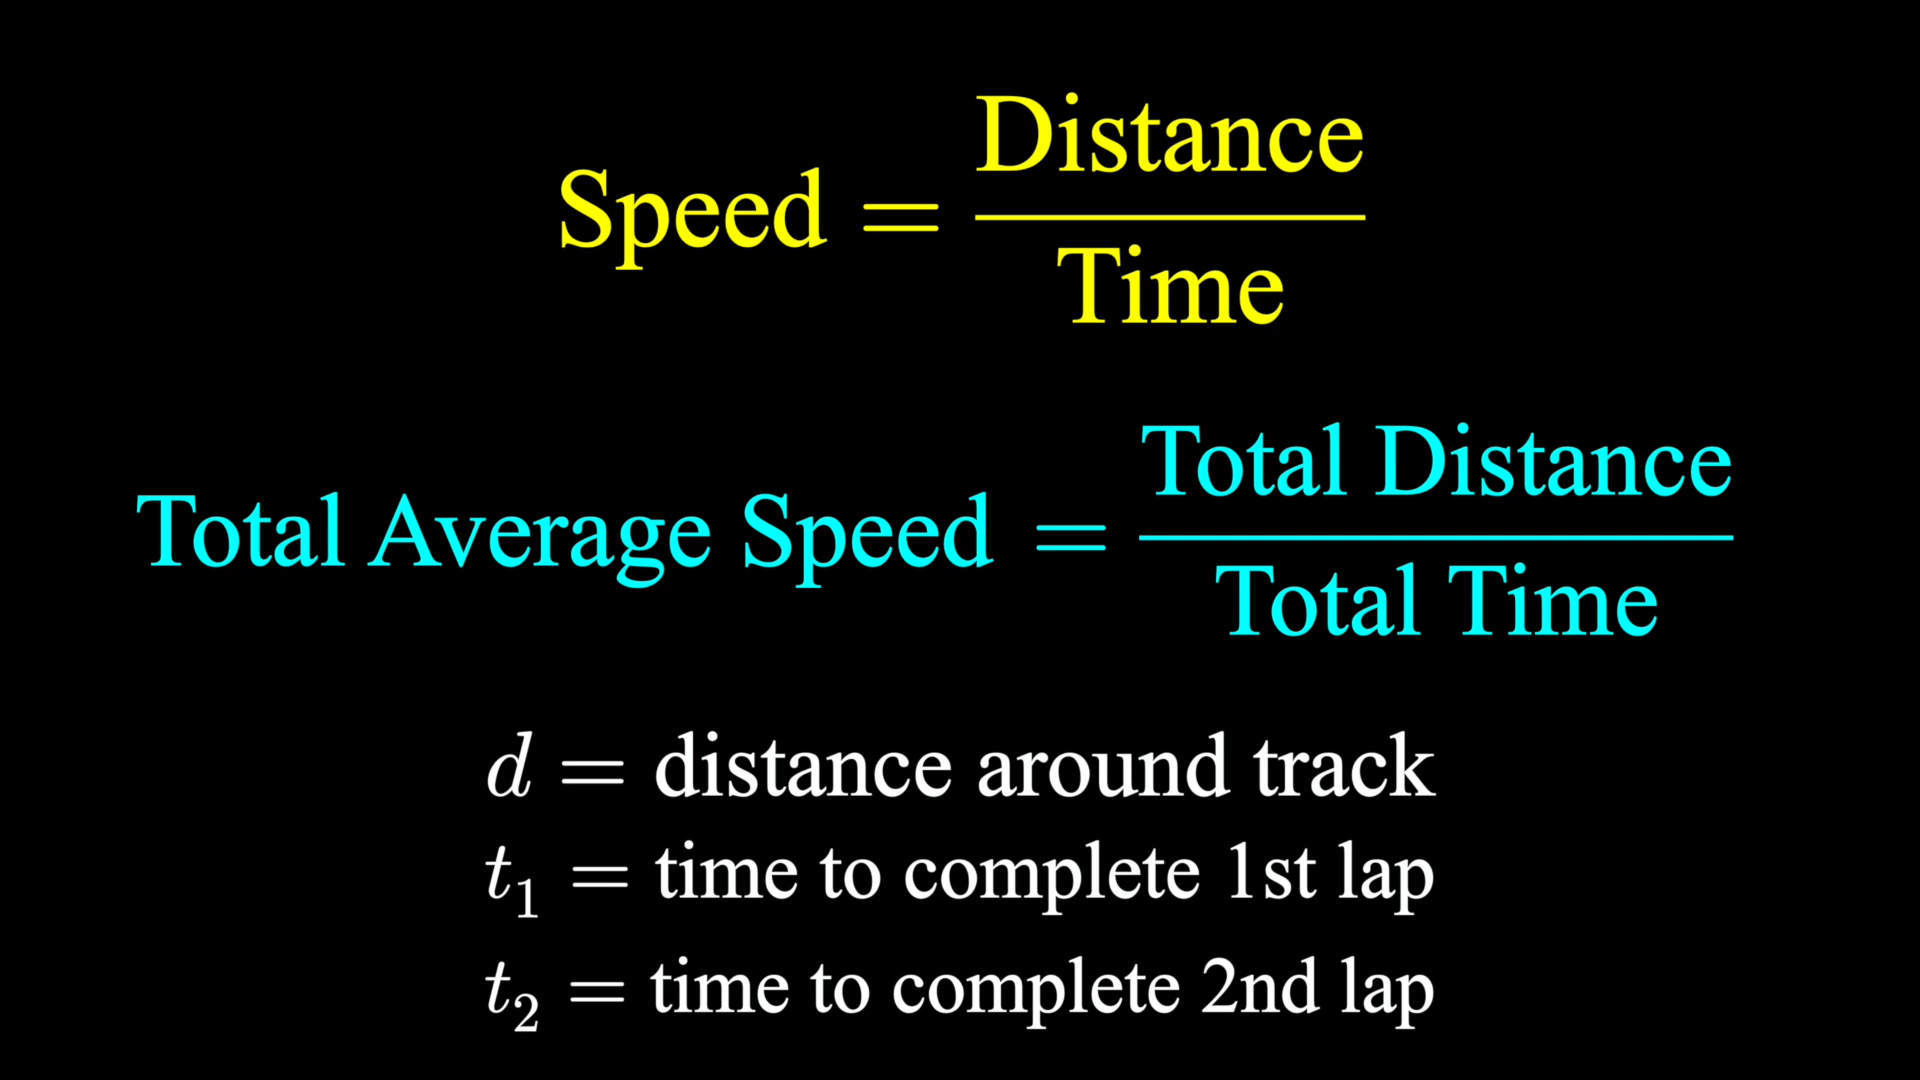 Speed = Distance / Time
Total Average Speed = Total Distance / Total Time
d = distance around track
t₁ = time to complete 1st lap
t₂ = time to complete 2nd lap